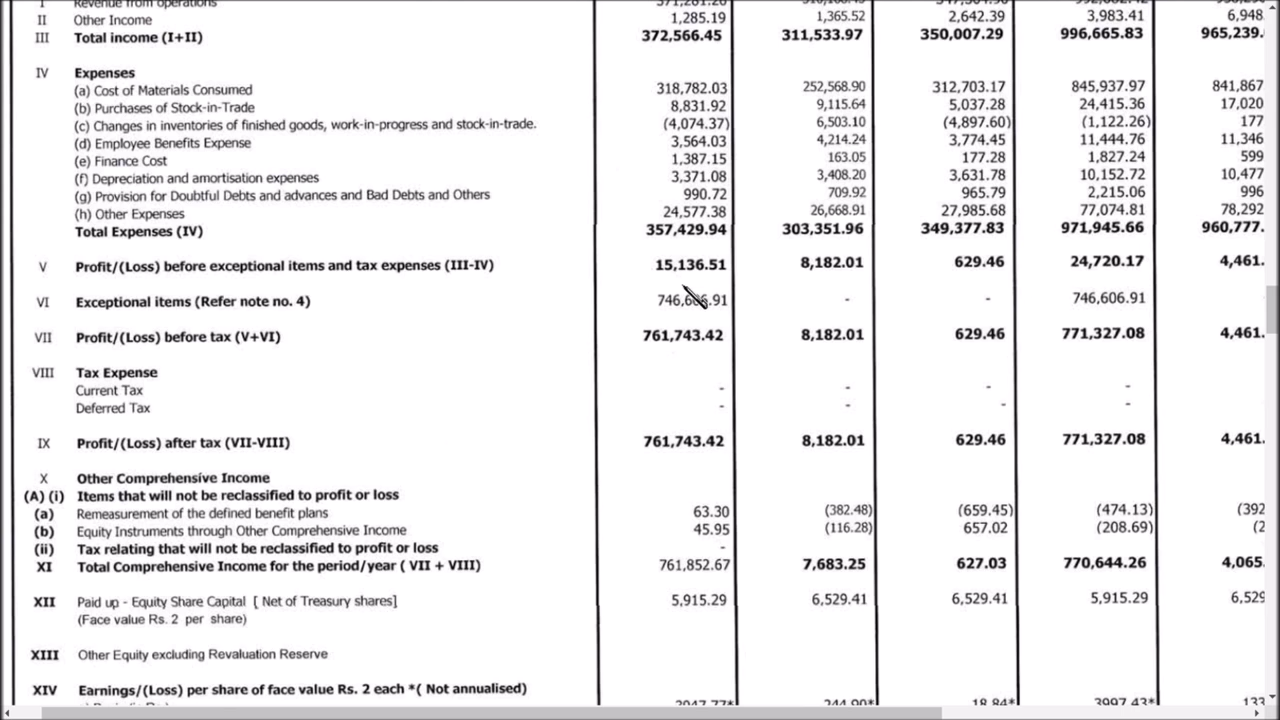 II Other Income 1,285.19 1,365.52 2,642.39 3,983.41 6,948
III Total income (I+II) 372,566.45 311,533.97 350,007.29 996,665.83 965,239.
IV Expenses
(a) Cost of Materials Consumed 318,782.03 252,568.90 312,703.17 845,937.97 841,867
(b) Purchases of Stock-in-Trade 8,831.92 9,115.64 5,037.28 24,415.36 17,020
(c) Changes in inventories of finished goods, work-in-progress and stock-in-trade. (4,074.37) 6,503.10 (4,897.60) (1,122.26) 177
(d) Employee Benefits Expense 3,564.03 4,214.24 3,774.45 11,444.76 11,346
(e) Finance Cost 1,387.15 163.05 177.28 1,827.24 599
(f) Depreciation and amortisation expenses 3,371.08 3,408.20 3,631.78 10,152.72 10,477
(g) Provision for Doubtful Debts and advances and Bad Debts and Others 990.72 709.92 965.79 2,215.06 996
(h) Other Expenses 24,577.38 26,668.91 27,985.68 77,074.81 78,292
Total Expenses (IV) 357,429.94 303,351.96 349,377.83 971,945.66 960,777.
V Profit/(Loss) before exceptional items and tax expenses (III-IV) 15,136.51 8,182.01 629.46 24,720.17 4,461.
VI Exceptional items (Refer note no. 4) 746,606.91 - - 746,606.91
VII Profit/(Loss) before tax (V+VI) 761,743.42 8,182.01 629.46 771,327.08 4,461.
VIII Tax Expense
Current Tax - - - -
Deferred Tax - - - -
IX Profit/(Loss) after tax (VII-VIII) 761,743.42 8,182.01 629.46 771,327.08 4,461.
X Other Comprehensive Income
(A) (i) Items that will not be reclassified to profit or loss
(a) Remeasurement of the defined benefit plans 63.30 (382.48) (659.45) (474.13) (392
(b) Equity Instruments through Other Comprehensive Income 45.95 (116.28) 657.02 (208.69) (2
(ii) Tax relating that will not be reclassified to profit or loss -
XI Total Comprehensive Income for the period/year ( VII + VIII) 761,852.67 7,683.25 627.03 770,644.26 4,065.
XII Paid up - Equity Share Capital [ Net of Treasury shares] 5,915.29 6,529.41 6,529.41 5,915.29 6,529
(Face value Rs. 2 per share)
XIII Other Equity excluding Revaluation Reserve
XIV Earnings/(Loss) per share of face value Rs. 2 each *( Not annualised)